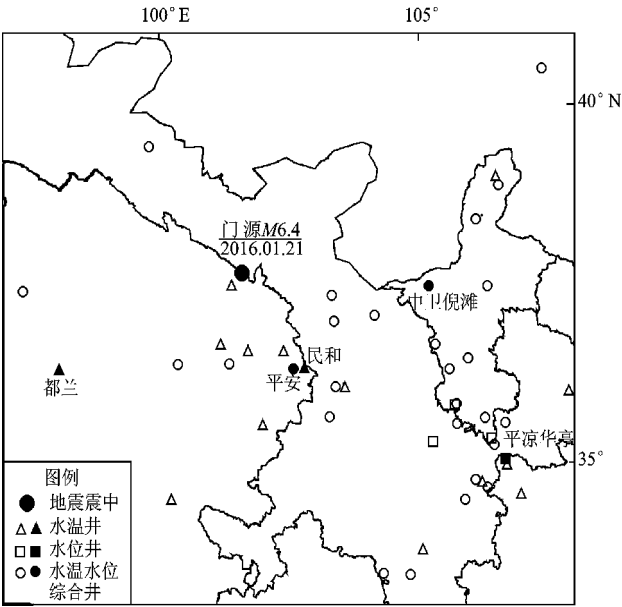 100°E
105°
40°N
门源M6.4
2016.01.21
中卫倪滩
民和
平安
都兰
平凉华亭
35°
图例
地震震中
水温井
水位井
水温水位
综合井